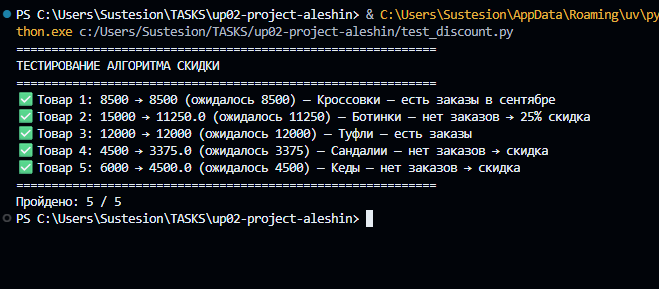 PS C:\Users\Sustesion\TASKS\up02-project-aleshin> & C:\Users\Sustesion\AppData\Roaming\uv\py
thon.exe c:/Users/Sustesion/TASKS/up02-project-aleshin/test_discount.py
============================================================
ТЕСТИРОВАНИЕ АЛГОРИТМА СКИДКИ
============================================================
✅ Товар 1: 8500 → 8500 (ожидалось 8500) — Кроссовки — есть заказы в сентябре
✅ Товар 2: 15000 → 11250.0 (ожидалось 11250) — Ботинки — нет заказов → 25% скидка
✅ Товар 3: 12000 → 12000 (ожидалось 12000) — Туфли — есть заказы
✅ Товар 4: 4500 → 3375.0 (ожидалось 3375) — Сандалии — нет заказов → скидка
✅ Товар 5: 6000 → 4500.0 (ожидалось 4500) — Кеды — нет заказов → скидка
============================================================
Пройдено: 5 / 5
PS C:\Users\Sustesion\TASKS\up02-project-aleshin>